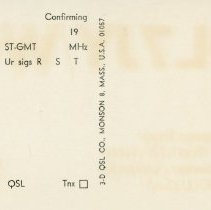 Confirming
19
ST-GMT MHz
Ur sigs R S T
QSL Tnx ☐
3-D QSL CO., MONSON 8, MASS., U.S.A. 01057